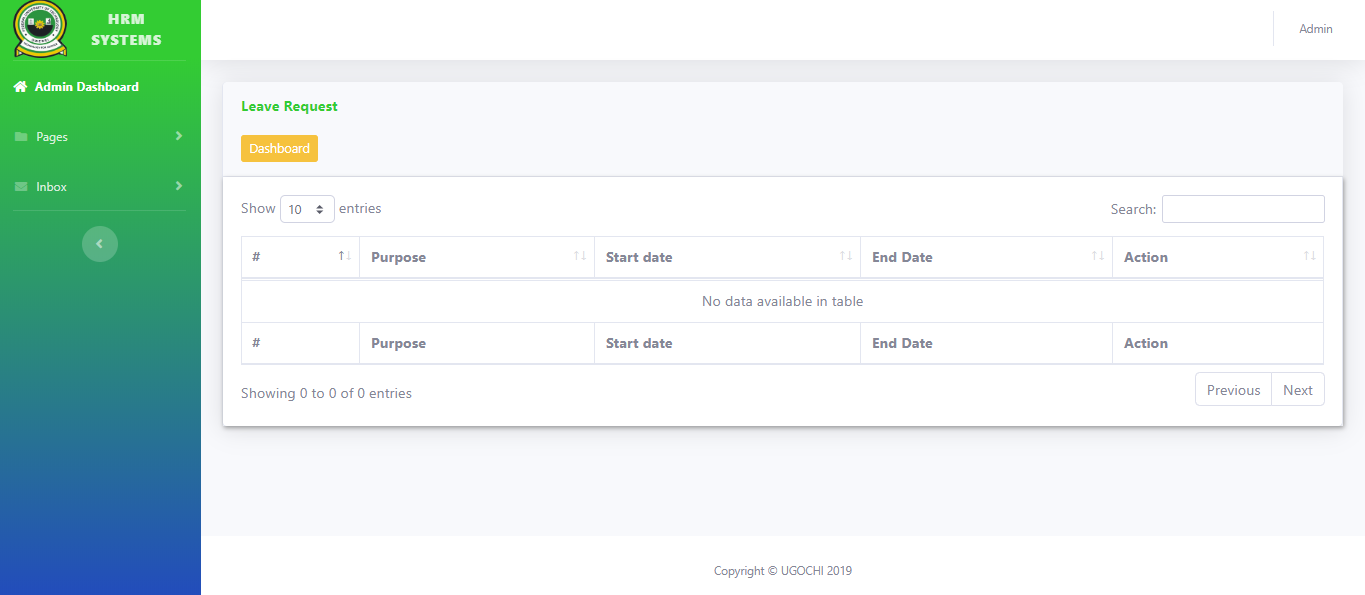 HRM
SYSTEMS
Admin
Admin Dashboard
Pages
Inbox
Leave Request
Dashboard
Show 10 entries
Search:
# Purpose Start date End Date Action
No data available in table
# Purpose Start date End Date Action
Showing 0 to 0 of 0 entries
Previous Next
Copyright © UGOCHI 2019